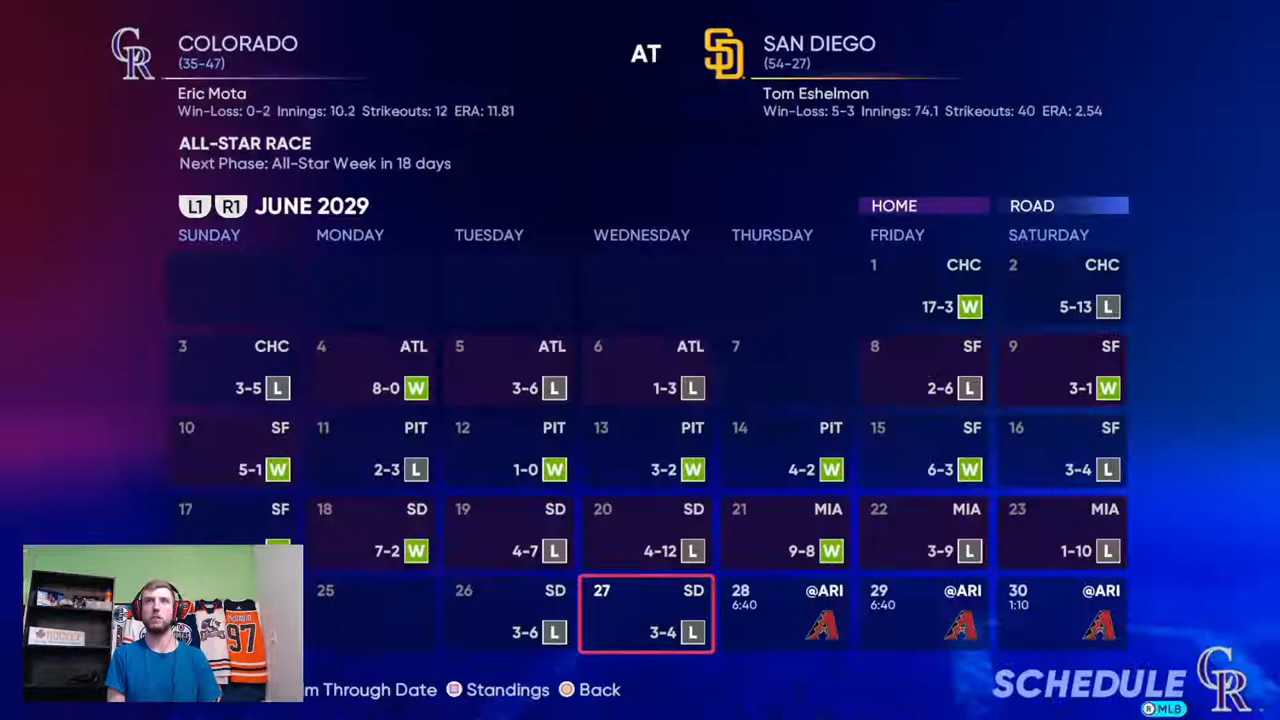 COLORADO
(35-47)
AT
SAN DIEGO
(54-27)
Eric Mota
Win-Loss: 0-2 Innings: 10.2 Strikeouts: 12 ERA: 11.81
Tom Eshelman
Win-Loss: 5-3 Innings: 74.1 Strikeouts: 40 ERA: 2.54
ALL-STAR RACE
Next Phase: All-Star Week in 18 days
L1 R1 JUNE 2029
HOME ROAD
SUNDAY MONDAY TUESDAY WEDNESDAY THURSDAY FRIDAY SATURDAY
1 CHC 2 CHC
17-3 W 5-13 L
3 CHC 4 ATL 5 ATL 6 ATL 7 8 SF 9 SF
3-5 L 8-0 W 3-6 L 1-3 L 2-6 L 3-1 W
10 SF 11 PIT 12 PIT 13 PIT 14 PIT 15 SF 16 SF
5-1 W 2-3 L 1-0 W 3-2 W 4-2 W 6-3 W 3-4 L
17 SF 18 SD 19 SD 20 SD 21 MIA 22 MIA 23 MIA
7-2 W 4-7 L 4-12 L 9-8 W 3-9 L 1-10 L
25 26 SD 27 SD 28 @ARI 29 @ARI 30 @ARI
6:40 6:40 1:10
3-6 L 3-4 L
HOCKEY
McDAVID
97
Through Date Standings Back
SCHEDULE
R MLB